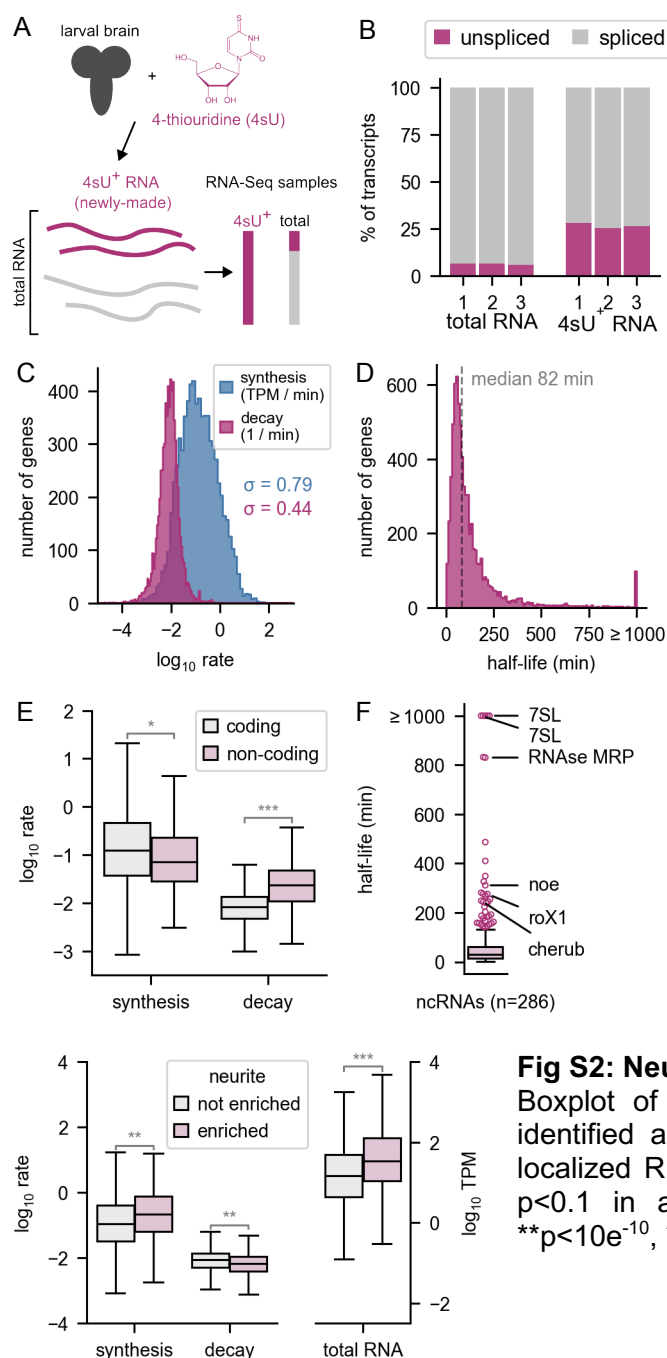 A
larval brain
+
S
NH
N
O
HO
O
OH OH
4-thiouridine (4sU)
4sU⁺ RNA
(newly-made)
RNA-Seq samples
4sU⁺ total
total RNA
B
unspliced spliced
% of transcripts
100
75
50
25
0
1 2 3 1 2 3
total RNA 4sU⁺ RNA
C
synthesis
(TPM / min)
decay
(1 / min)
σ = 0.79
σ = 0.44
number of genes
400
300
200
100
0
−4 −2 0 2
log₁₀ rate
D
median 82 min
number of genes
600
400
200
0
0 250 500 750 ≥ 1000
half-life (min)
E
coding
non-coding
*
***
log₁₀ rate
2
1
0
−1
−2
−3
synthesis decay
F
half-life (min)
≥ 1000
800
600
400
200
0
7SL
7SL
RNAse MRP
noe
roX1
cherub
ncRNAs (n=286)
neurite
not enriched
enriched
**
**
***
log₁₀ rate
4
2
0
−2
−4
synthesis decay
log₁₀ TPM
4
2
0
−2
total RNA
Fig S2: Neu
Boxplot of
identified a
localized R
p<0.1 in a
**p<10e⁻¹⁰,